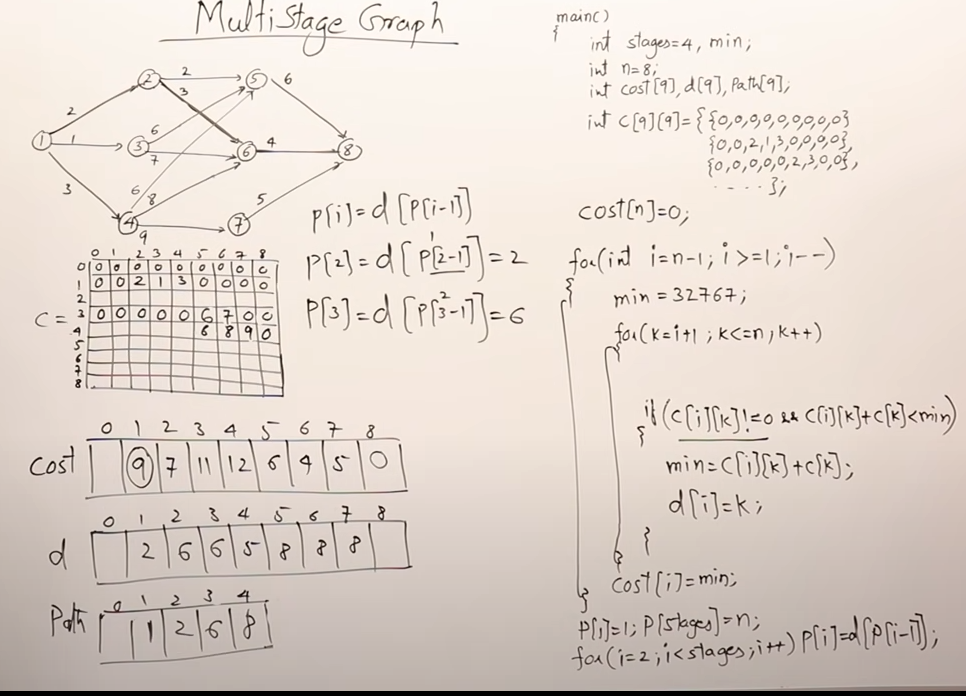 MultiStage Graph
main()
{
int stages=4, min;
int n=8;
int cost[9], d[9], Path[9];
int C[9][9]={{0,0,0,0,0,0,0,0,0}
{0,0,2,1,3,0,0,0,0},
{0,0,0,0,0,2,3,0,0},
- - - - };
cost[n]=0;
for(int i=n-1; i>=1; i--)
{
min=32767;
for(k=i+1; k<=n; k++)
{
if(C[i][k]!=0 && C[i][k]+C[k]<min)
{
min=C[i][k]+C[k];
d[i]=k;
}
}
cost[i]=min;
}
P[1]=1; P[stages]=n;
for(i=2; i<stages; i++) P[i]=d[P[i-1]];
2 5 6
2 3
2
1 1 3 6
7 6 4 8
3 6 8 5
4 7
9
P[i]=d[P[i-1]]
1
P[2]=d[P[2-1]]=2
2
P[3]=d[P[3-1]]=6
0 1 2 3 4 5 6 7 8
0 0 0 0 0 0 0 0 0 0
1 0 0 2 1 3 0 0 0 0
2
C = 3 0 0 0 0 0 6 7 0 0
4 6 8 9 0
5
6
7
8
0 1 2 3 4 5 6 7 8
Cost 9 7 11 12 6 4 5 0
0 1 2 3 4 5 6 7 8
d 2 6 6 5 8 8 8
0 1 2 3 4
Path 1 2 6 8